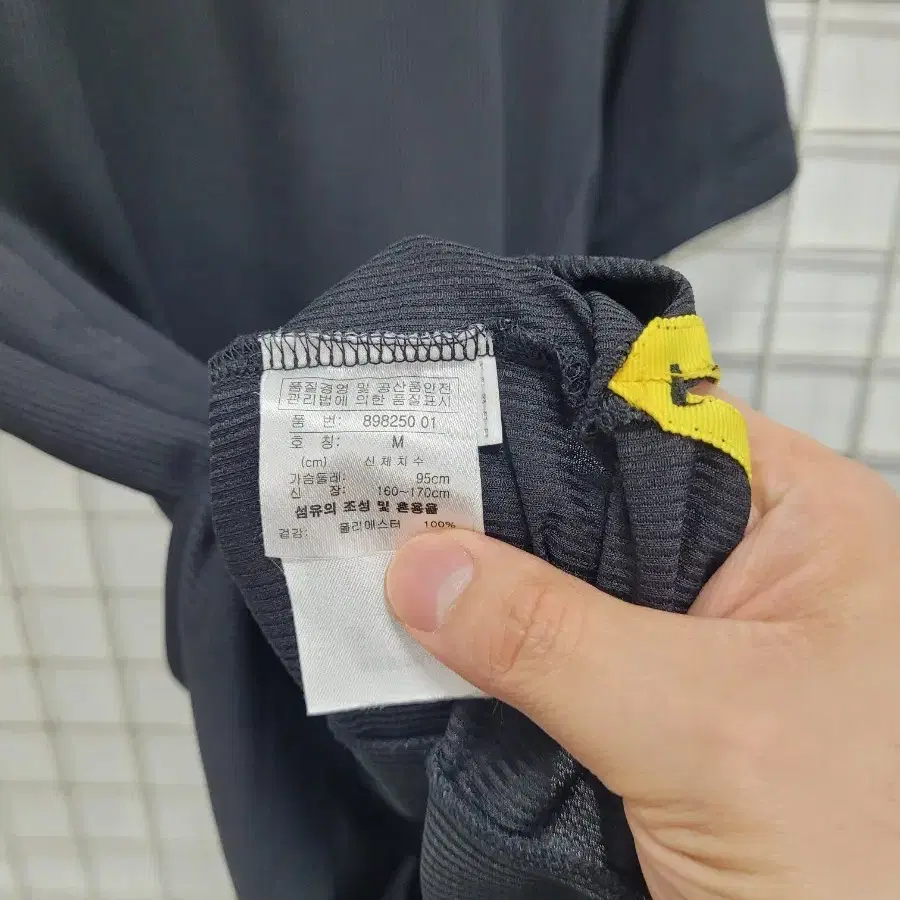 품질경영 및 공산품안전
관리법에 의한 품질표시
품 번: 898250 01
호 칭: M
(cm) 신체치수
가슴둘레: 95cm
신 장: 160~170cm
섬유의 조성 및 혼용율
겉감: 폴리에스터 100%